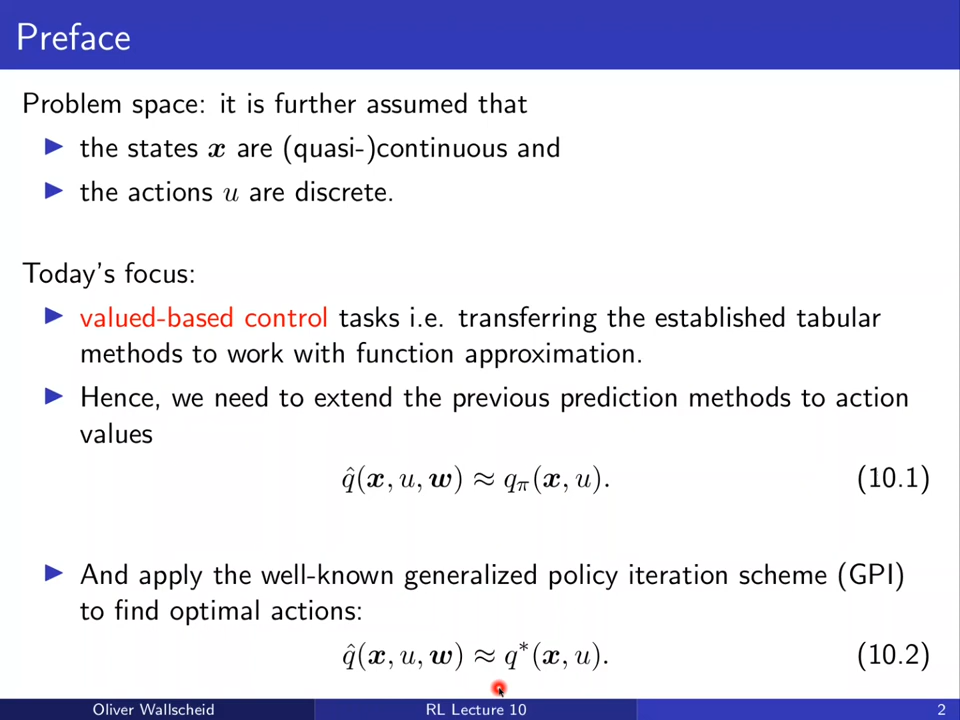 Preface
Problem space: it is further assumed that
▶ the states x are (quasi-)continuous and
▶ the actions u are discrete.
Today's focus:
▶ valued-based control tasks i.e. transferring the established tabular
methods to work with function approximation.
▶ Hence, we need to extend the previous prediction methods to action
values
q̂(x, u, w) ≈ qπ(x, u). (10.1)
▶ And apply the well-known generalized policy iteration scheme (GPI)
to find optimal actions:
q̂(x, u, w) ≈ q*(x, u). (10.2)
Oliver Wallscheid RL Lecture 10 2